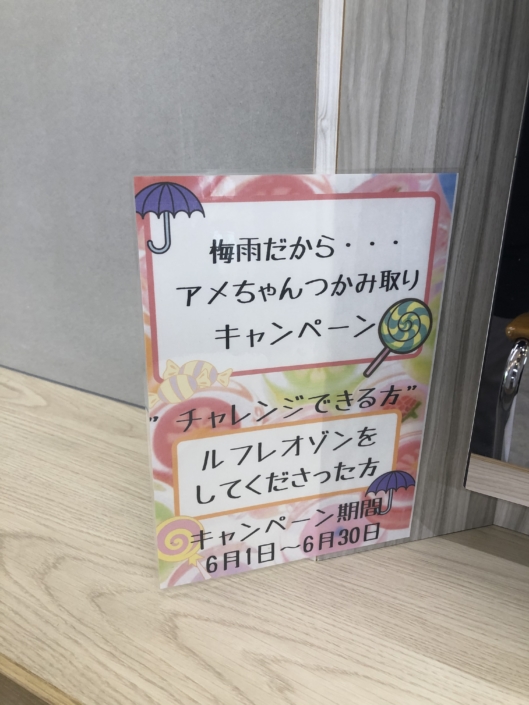 梅雨だから・・・
アメちゃんつかみ取り
キャンペーン
"チャレンジできる方"
ルフレオゾンを
してくださった方
キャンペーン期間
6月1日〜6月30日